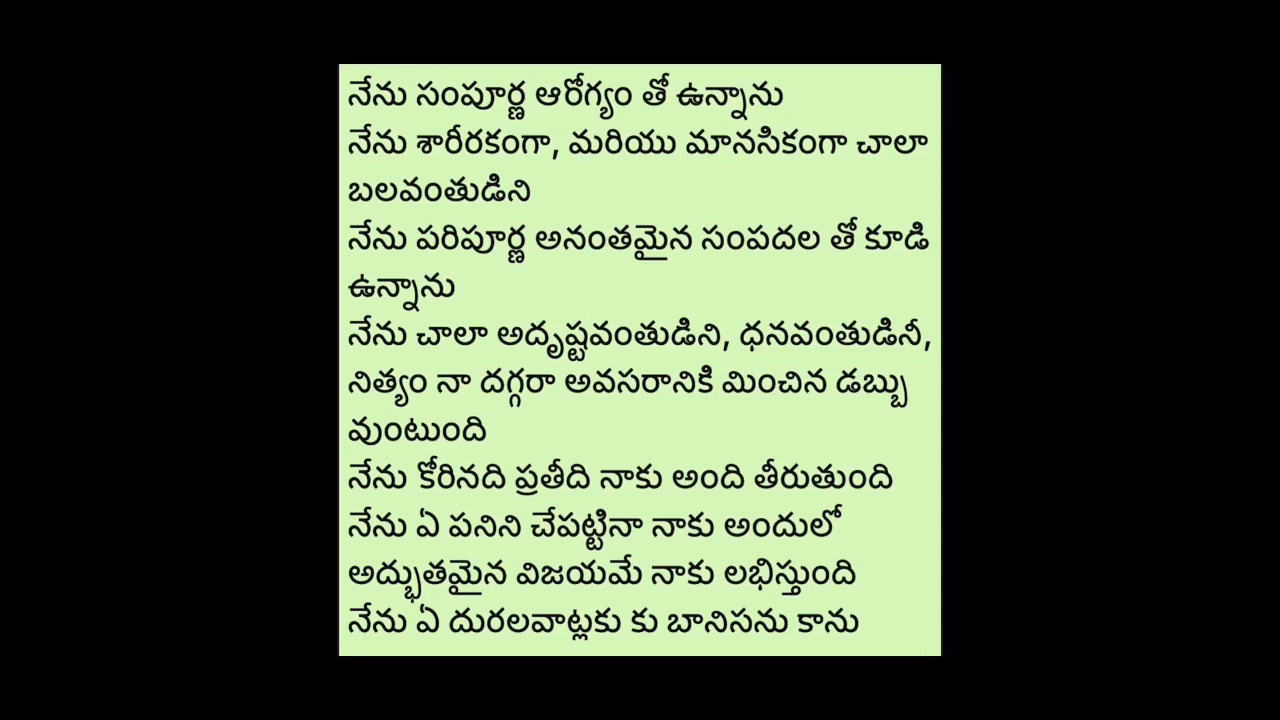 నేను సంపూర్ణ ఆరోగ్యం తో ఉన్నాను
నేను శారీరకంగా, మరియు మానసికంగా చాలా
బలవంతుడిని
నేను పరిపూర్ణ అనంతమైన సంపదల తో కూడి
ఉన్నాను
నేను చాలా అదృష్టవంతుడిని, ధనవంతుడినీ,
నిత్యం నా దగ్గరా అవసరానికి మించిన డబ్బు
వుంటుంది
నేను కోరినది ప్రతీది నాకు అంది తీరుతుంది
నేను ఏ పనిని చేపట్టినా నాకు అందులో
అద్భుతమైన విజయమే నాకు లభిస్తుంది
నేను ఏ దురలవాట్లకు కు బానిసను కాను